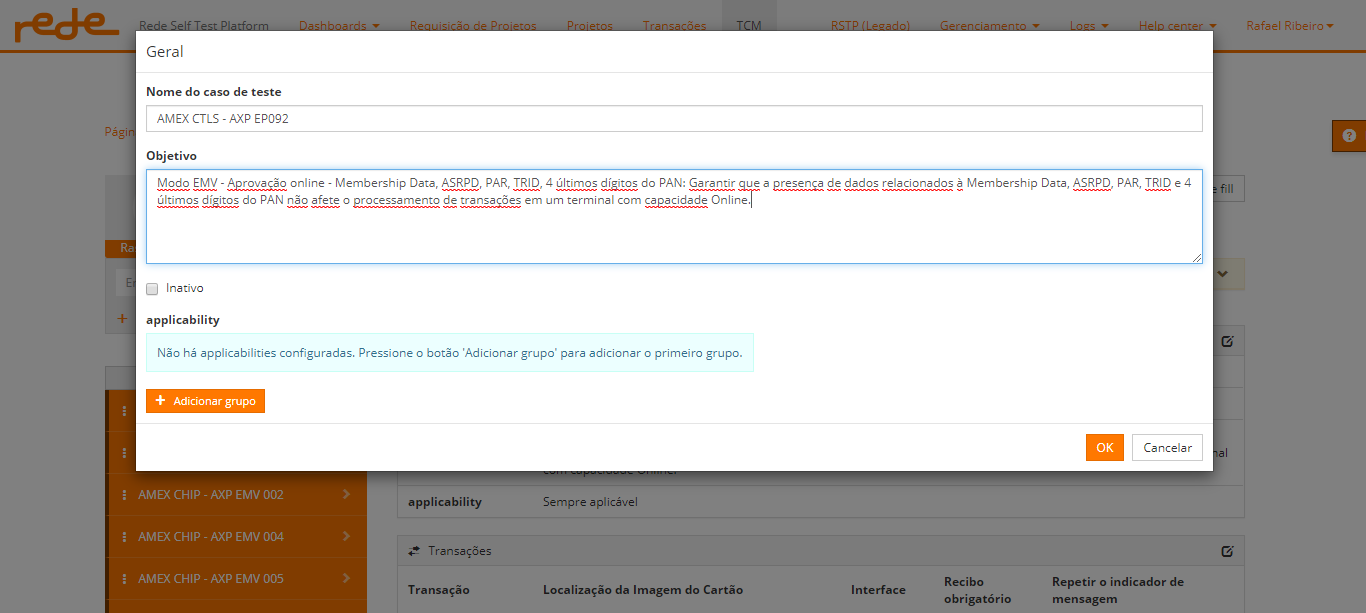 rede Rede Self Test Platform Dashboards Requisição de Projetos Projetos Transações TCM RSTP (Legado) Gerenciamento Logs Help center Rafael Ribeiro
Geral
Nome do caso de teste
AMEX CTLS - AXP EP092
Págin
Objetivo
Modo EMV - Aprovação online - Membership Data, ASRPD, PAR, TRID, 4 últimos dígitos do PAN: Garantir que a presença de dados relacionados à Membership Data, ASRPD, PAR, TRID e 4
últimos dígitos do PAN não afete o processamento de transações em um terminal com capacidade Online.
e fill
Ra
En
Inativo
+
applicability
Não há applicabilities configuradas. Pressione o botão 'Adicionar grupo' para adicionar o primeiro grupo.
+ Adicionar grupo
OK Cancelar
nal
com capacidade Online.
AMEX CHIP - AXP EMV 002
applicability Sempre aplicável
AMEX CHIP - AXP EMV 004
Transações
AMEX CHIP - AXP EMV 005
Transação Localização da Imagem do Cartão Interface Recibo obrigatório Repetir o indicador de mensagem